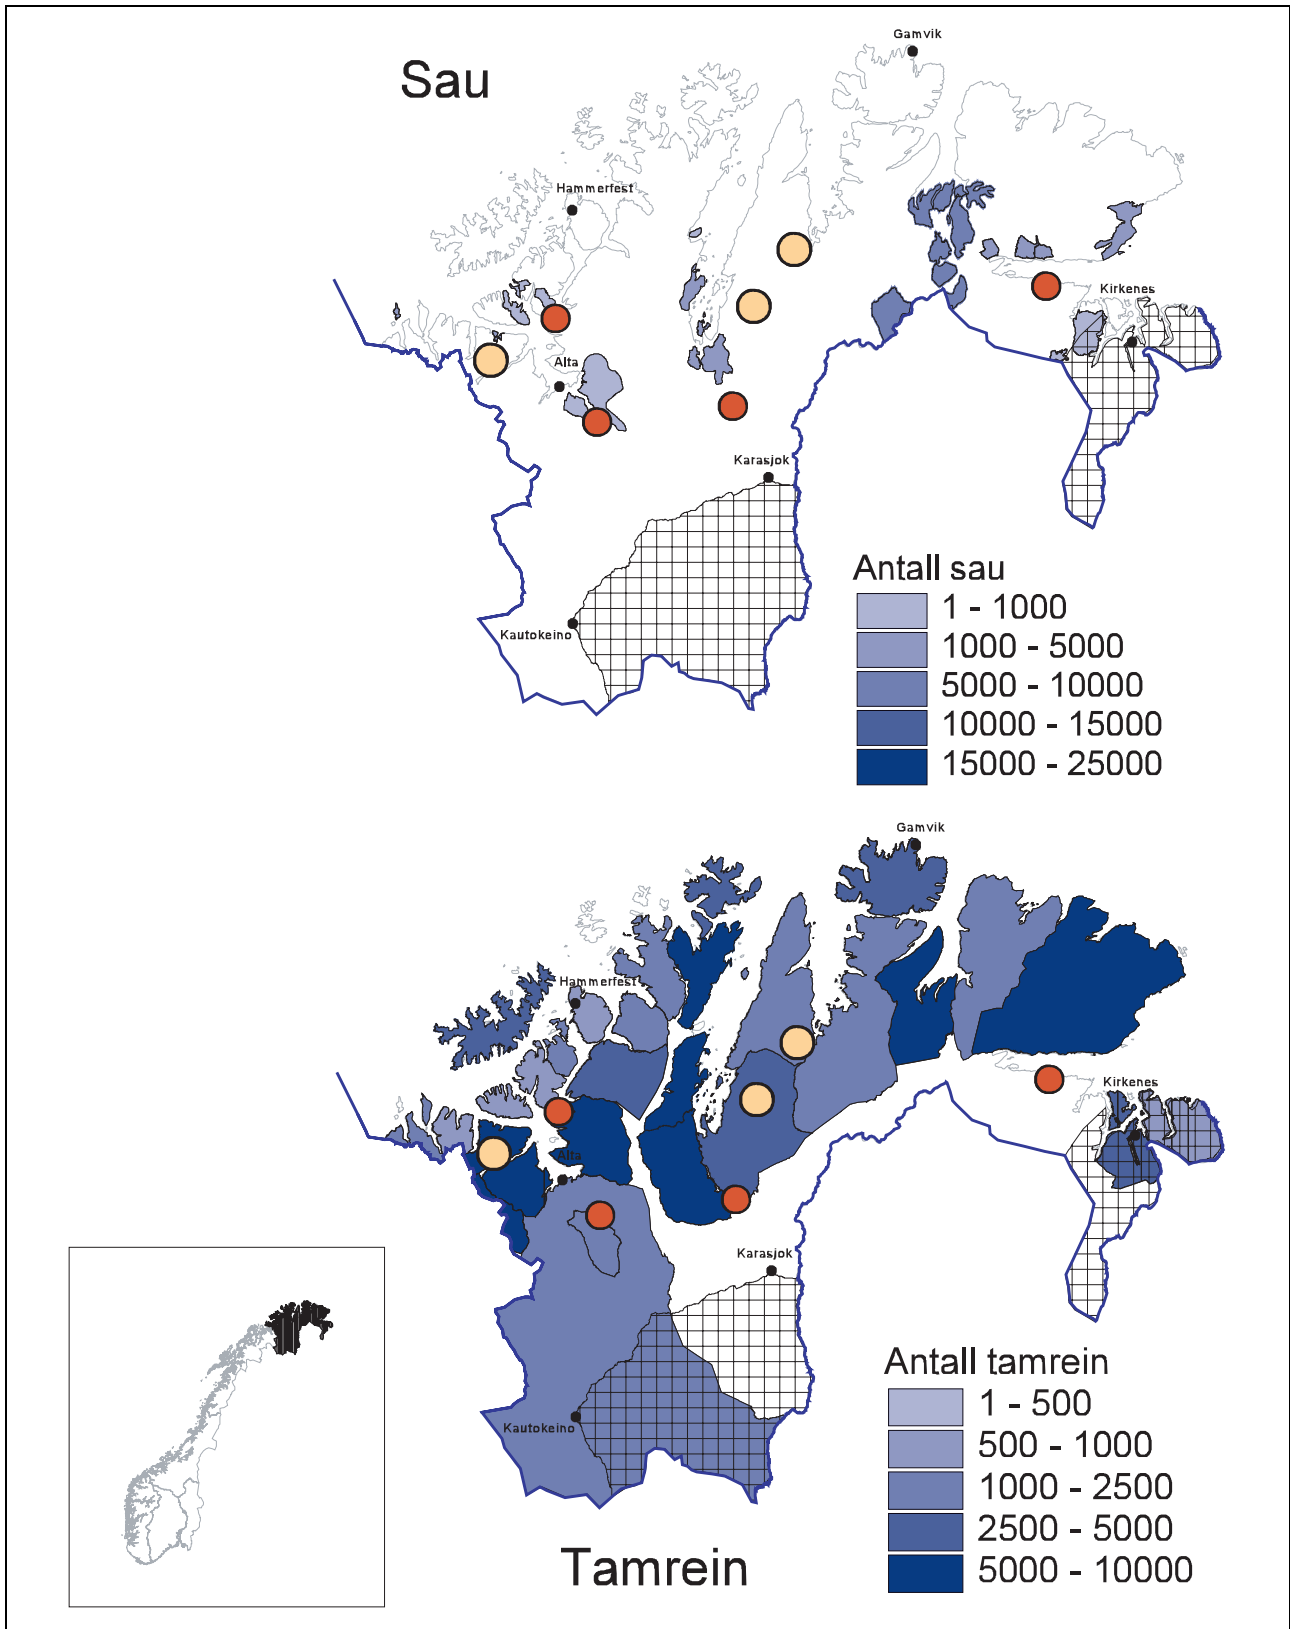 Gamvik
Sau
Hammerfest
Kirkenes
Alta
Karasjok
Antall sau
1 - 1000
1000 - 5000
Kautokeino
5000 - 10000
10000 - 15000
15000 - 25000
Gamvik
Hammerfest
Kirkenes
Alta
Karasjok
Antall tamrein
1 - 500
Kautokeino
500 - 1000
1000 - 2500
2500 - 5000
Tamrein
5000 - 10000